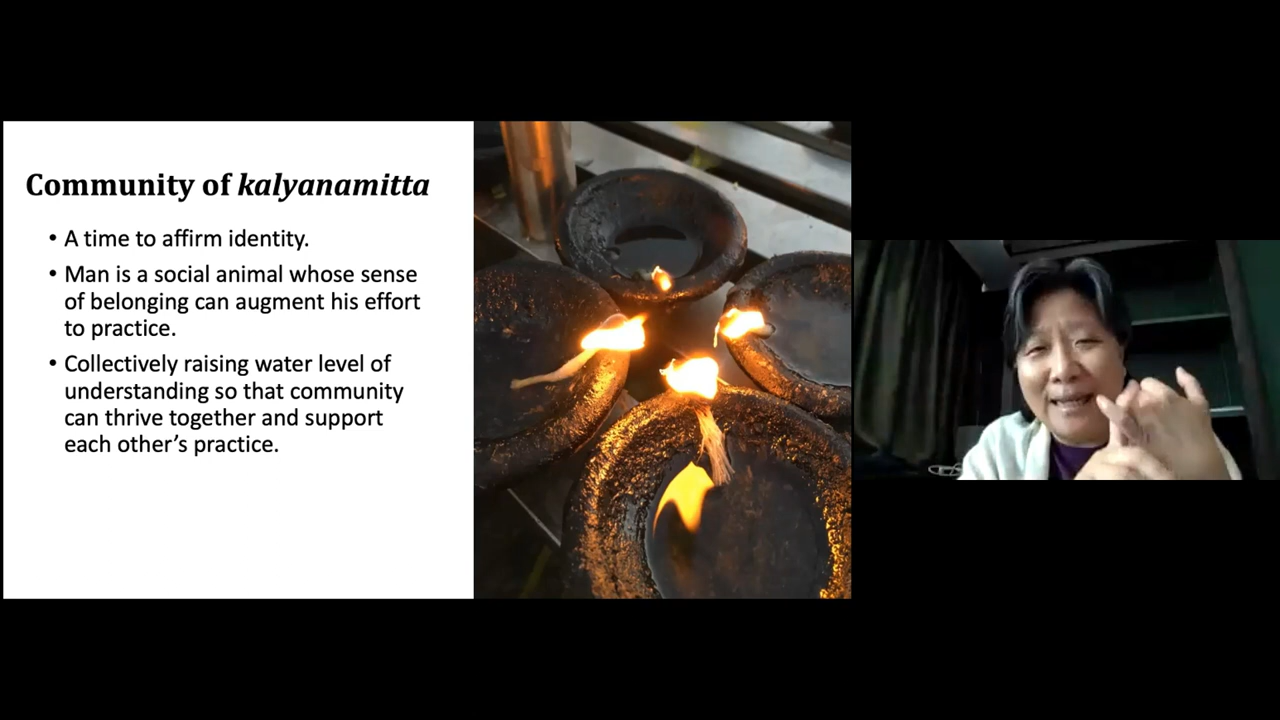 Community of kalyanamitta
• A time to affirm identity.
• Man is a social animal whose sense
of belonging can augment his effort
to practice.
• Collectively raising water level of
understanding so that community
can thrive together and support
each other’s practice.